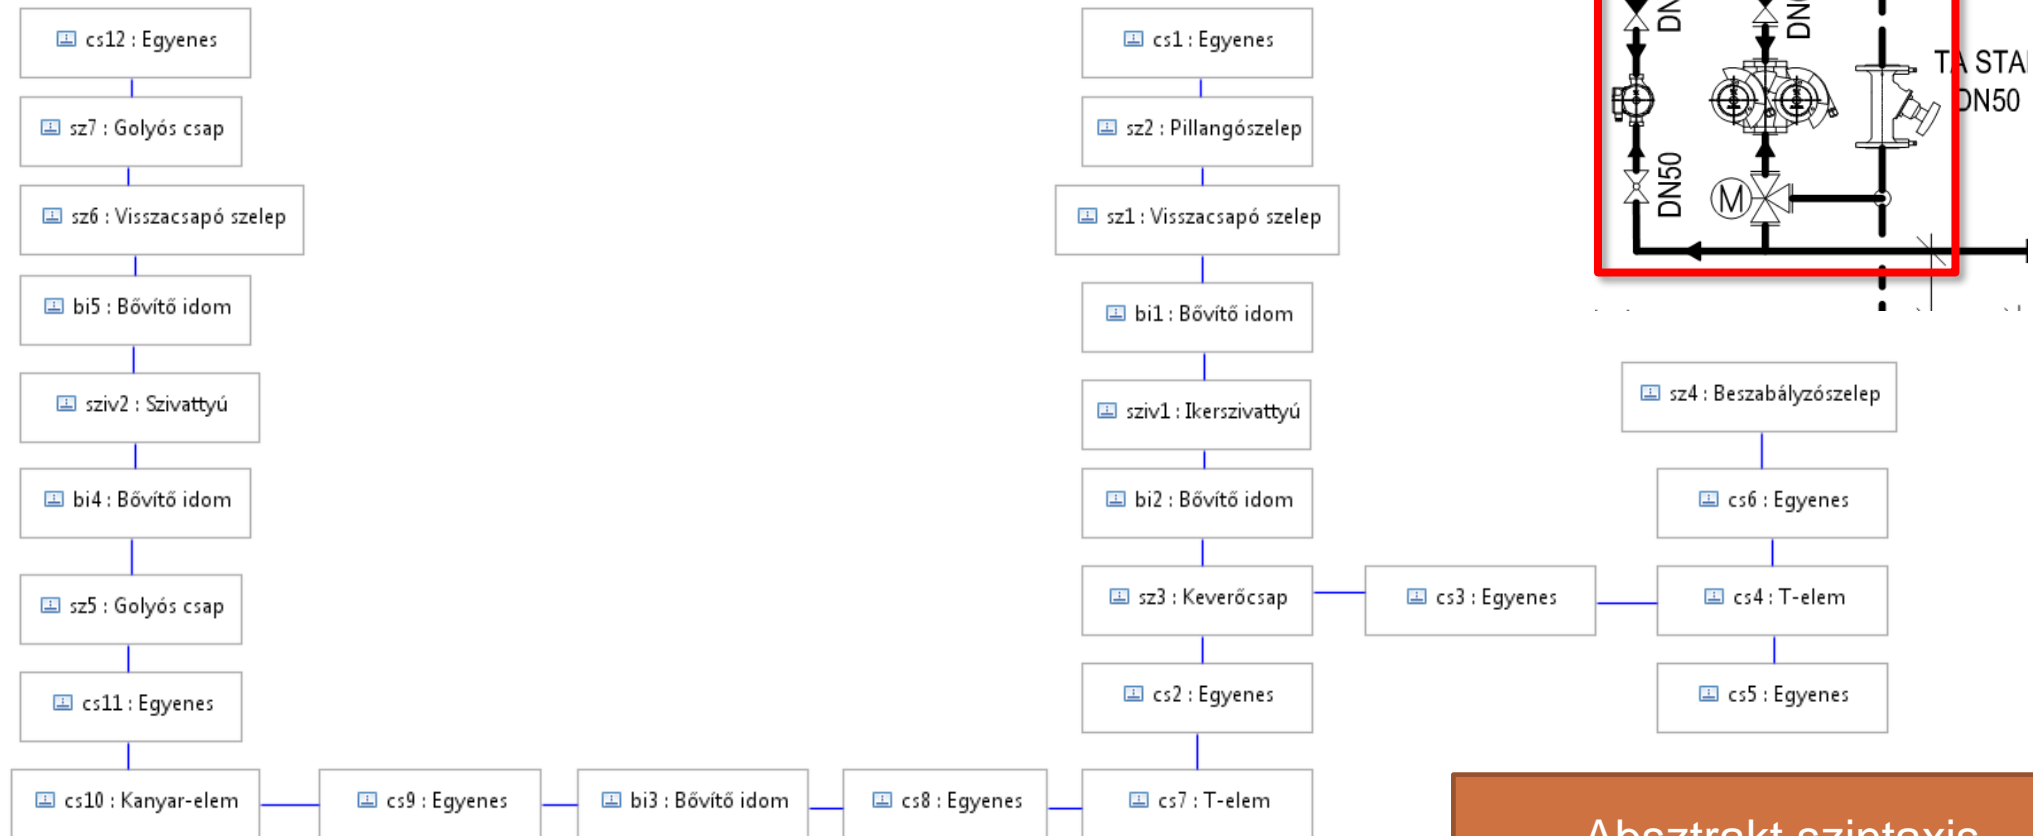 cs12 : Egyenes
sz7 : Golyós csap
sz6 : Visszacsapó szelep
bi5 : Bővítő idom
sziv2 : Szivattyú
bi4 : Bővítő idom
sz5 : Golyós csap
cs11 : Egyenes
cs10 : Kanyar-elem
cs9 : Egyenes
bi3 : Bővítő idom
cs8 : Egyenes
cs7 : T-elem
cs1 : Egyenes
sz2 : Pillangószelep
sz1 : Visszacsapó szelep
bi1 : Bővítő idom
sziv1 : Ikerszivattyú
bi2 : Bővítő idom
sz3 : Keverőcsap
cs2 : Egyenes
cs3 : Egyenes
sz4 : Beszabályzószelep
cs6 : Egyenes
cs4 : T-elem
cs5 : Egyenes
TA
DN50
DN50
M
Absztrakt szintaxis